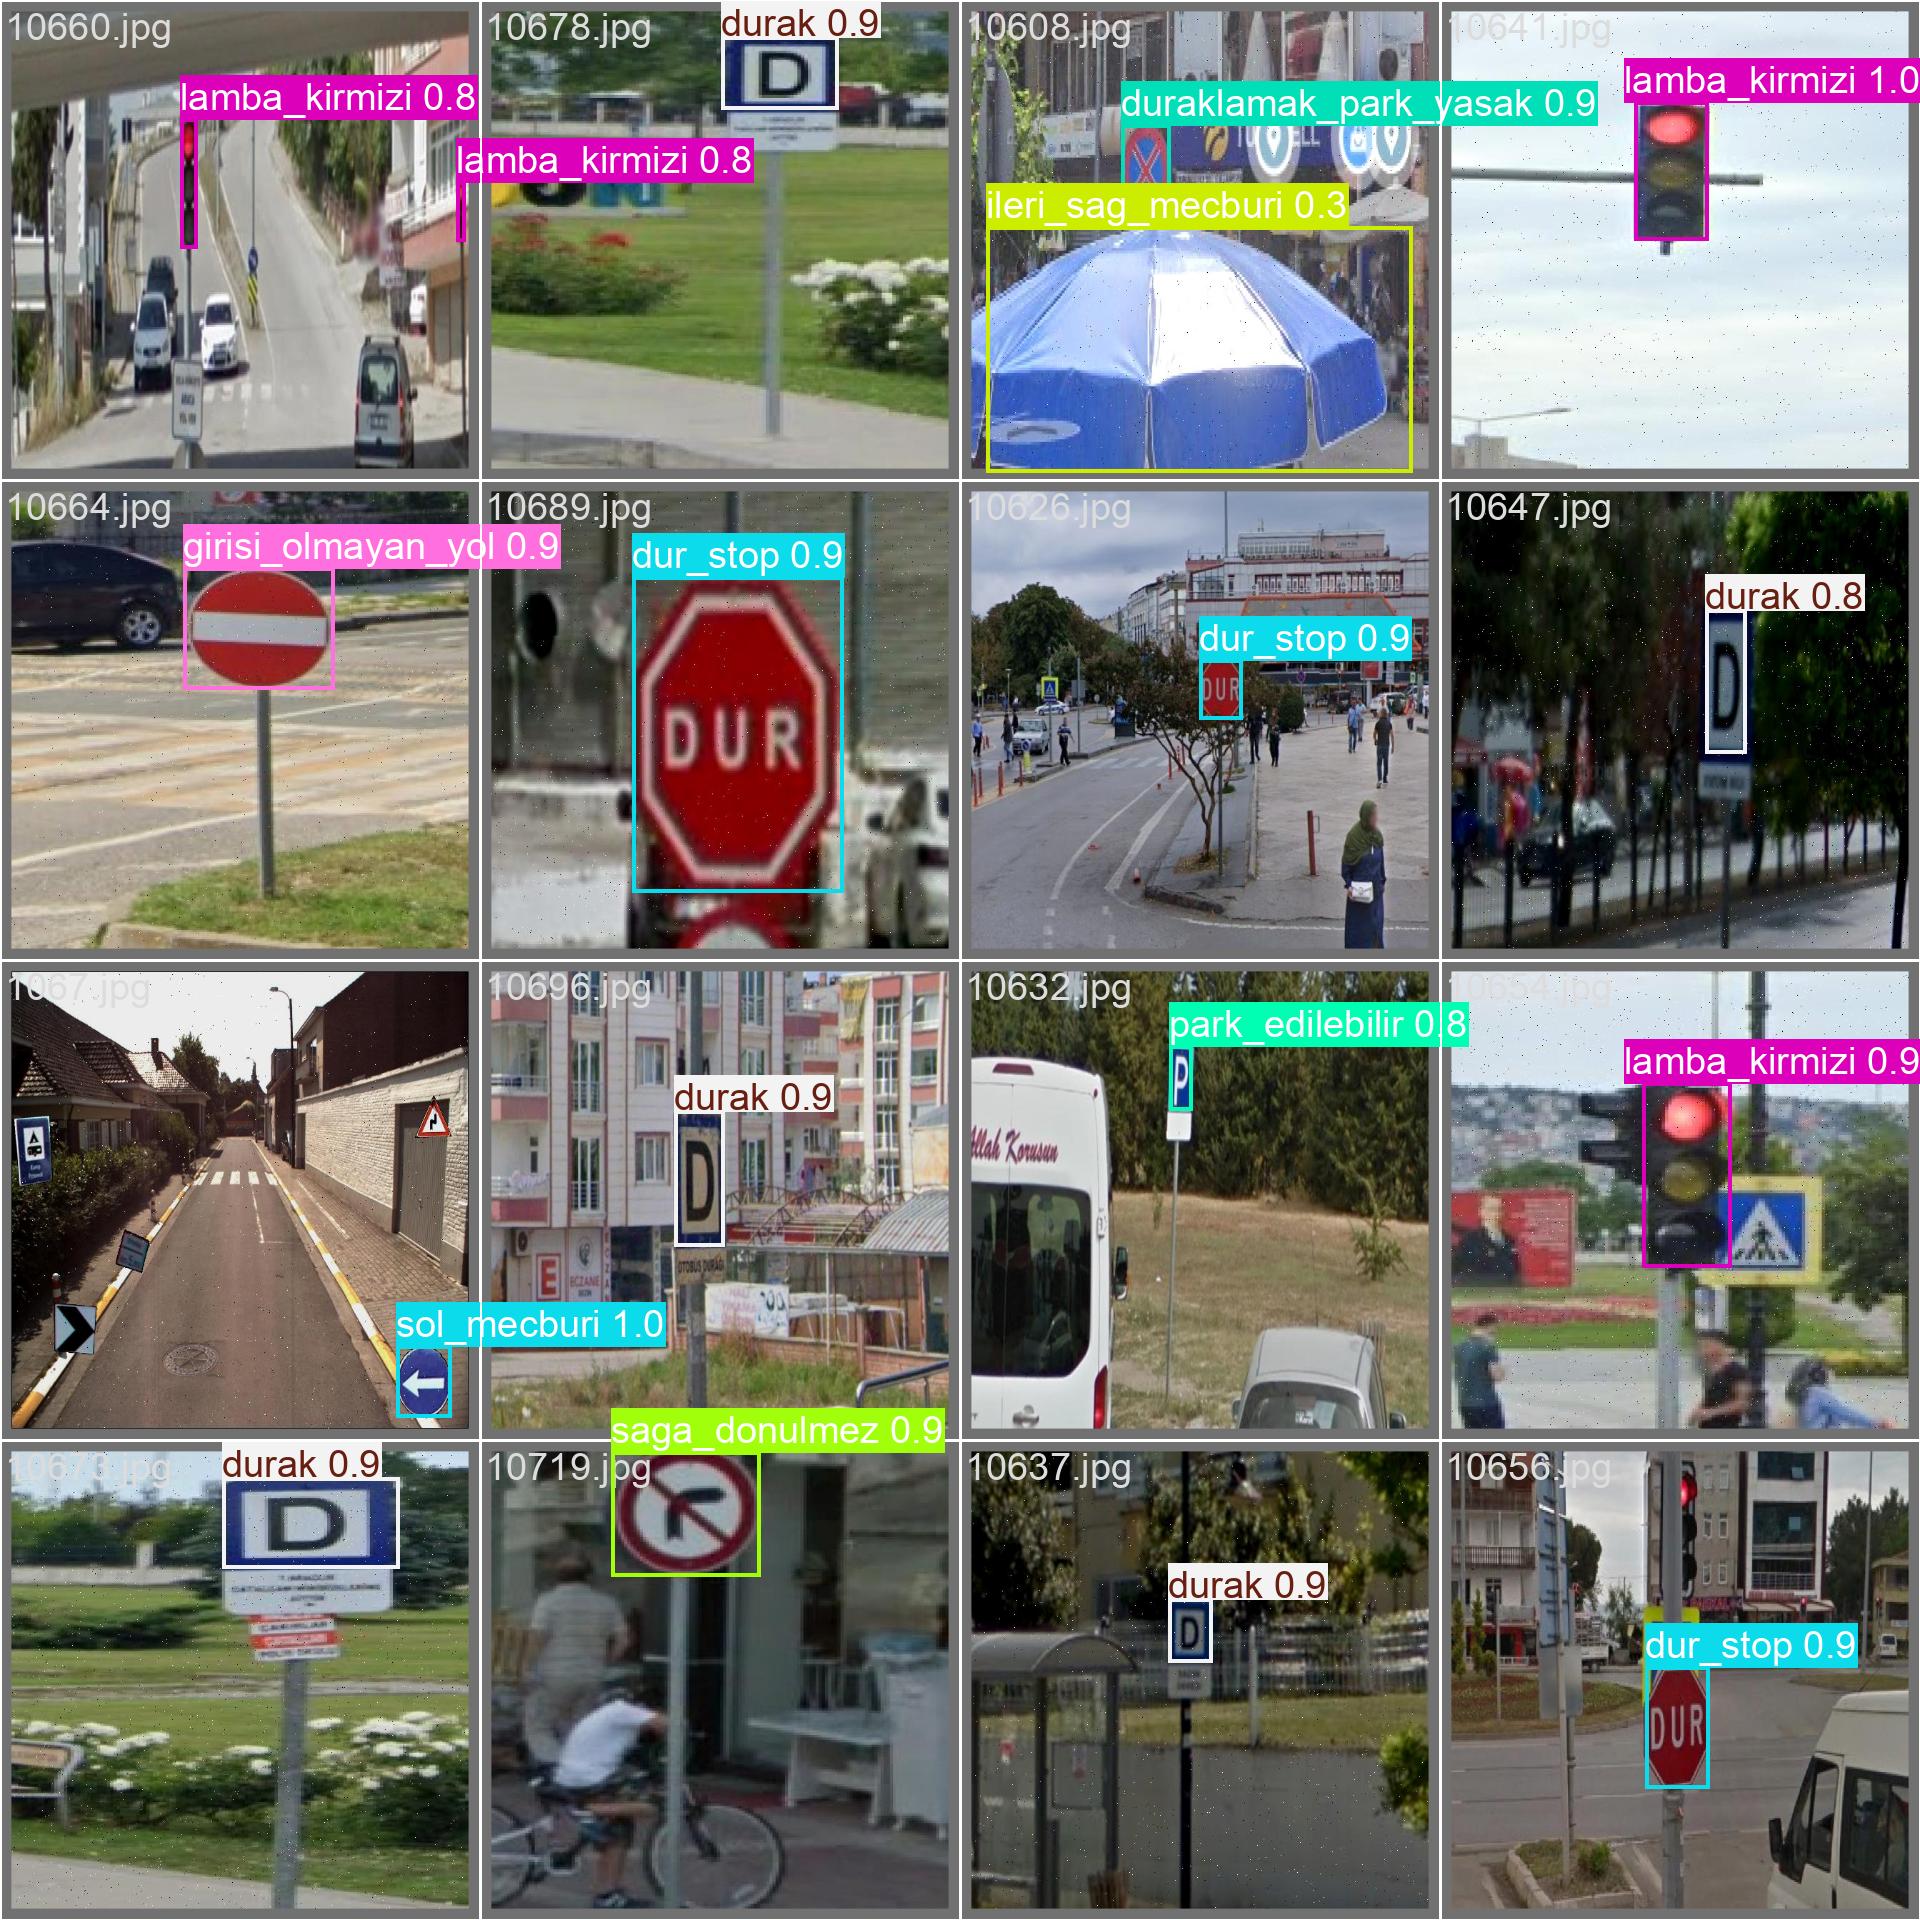 10660.jpg
lamba_kirmizi 0.8
lamba_kirmizi 0.8
10678.jpg
durak 0.9
D
10608.jpg
duraklamak_park_yasak 0.9
ileri_sag_mecburi 0.3
10641.jpg
lamba_kirmizi 1.0
10664.jpg
girisi_olmayan_yol 0.9
10689.jpg
dur_stop 0.9
DUR
10626.jpg
dur_stop 0.9
DUR
10647.jpg
durak 0.8
D
1067.jpg
sol_mecburi 1.0
10696.jpg
durak 0.9
D
OTOBÜS DURAĞI
E
ECZANE
10632.jpg
park_edilebilir 0.8
P
Allah Korusun
10654.jpg
lamba_kirmizi 0.9
10673.jpg
durak 0.9
D
10719.jpg
saga_donulmez 0.9
10637.jpg
durak 0.9
D
10656.jpg
dur_stop 0.9
DUR